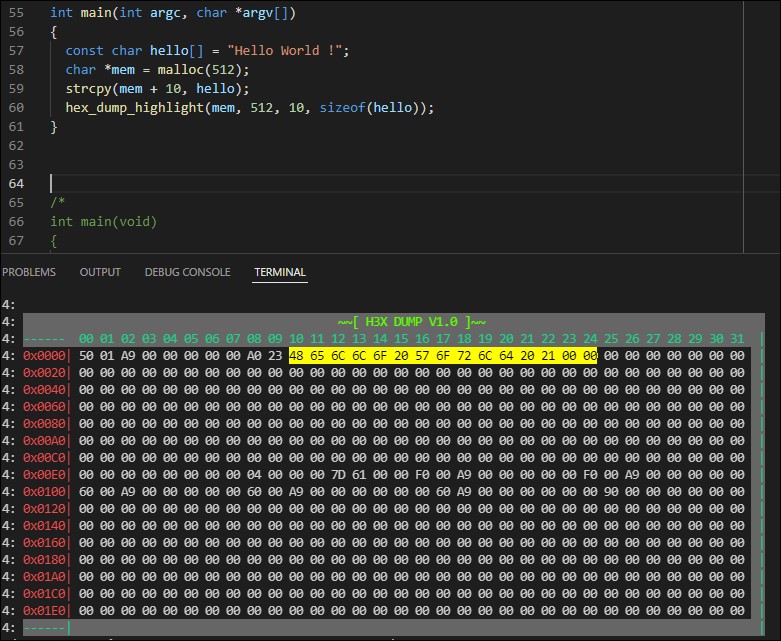 55 int main(int argc, char *argv[])
56 {
57 const char hello[] = "Hello World !";
58 char *mem = malloc(512);
59 strcpy(mem + 10, hello);
60 hex_dump_highlight(mem, 512, 10, sizeof(hello));
61 }
62
63
64
65 /*
66 int main(void)
67 {
PROBLEMS OUTPUT DEBUG CONSOLE TERMINAL
4:
4: ~~[ H3X DUMP V1.0 ]~~
4: ------ 00 01 02 03 04 05 06 07 08 09 10 11 12 13 14 15 16 17 18 19 20 21 22 23 24 25 26 27 28 29 30 31 |
4: 0x0000| 50 01 A9 00 00 00 00 00 A0 23 48 65 6C 6C 6F 20 57 6F 72 6C 64 20 21 00 00 00 00 00 00 00 00 00
4: 0x0020| 00 00 00 00 00 00 00 00 00 00 00 00 00 00 00 00 00 00 00 00 00 00 00 00 00 00 00 00 00 00 00 00
4: 0x0040| 00 00 00 00 00 00 00 00 00 00 00 00 00 00 00 00 00 00 00 00 00 00 00 00 00 00 00 00 00 00 00 00
4: 0x0060| 00 00 00 00 00 00 00 00 00 00 00 00 00 00 00 00 00 00 00 00 00 00 00 00 00 00 00 00 00 00 00 00
4: 0x0080| 00 00 00 00 00 00 00 00 00 00 00 00 00 00 00 00 00 00 00 00 00 00 00 00 00 00 00 00 00 00 00 00
4: 0x00A0| 00 00 00 00 00 00 00 00 00 00 00 00 00 00 00 00 00 00 00 00 00 00 00 00 00 00 00 00 00 00 00 00
4: 0x00C0| 00 00 00 00 00 00 00 00 00 00 00 00 00 00 00 00 00 00 00 00 00 00 00 00 00 00 00 00 00 00 00 00
4: 0x00E0| 00 00 00 00 00 00 00 00 04 00 00 00 7D 61 00 00 F0 00 A9 00 00 00 00 00 F0 00 A9 00 00 00 00 00
4: 0x0100| 60 00 A9 00 00 00 00 00 60 00 A9 00 00 00 00 00 00 60 A9 00 00 00 00 00 00 90 00 00 00 00 00 00
4: 0x0120| 00 00 00 00 00 00 00 00 00 00 00 00 00 00 00 00 00 00 00 00 00 00 00 00 00 00 00 00 00 00 00 00
4: 0x0140| 00 00 00 00 00 00 00 00 00 00 00 00 00 00 00 00 00 00 00 00 00 00 00 00 00 00 00 00 00 00 00 00
4: 0x0160| 00 00 00 00 00 00 00 00 00 00 00 00 00 00 00 00 00 00 00 00 00 00 00 00 00 00 00 00 00 00 00 00
4: 0x0180| 00 00 00 00 00 00 00 00 00 00 00 00 00 00 00 00 00 00 00 00 00 00 00 00 00 00 00 00 00 00 00 00
4: 0x01A0| 00 00 00 00 00 00 00 00 00 00 00 00 00 00 00 00 00 00 00 00 00 00 00 00 00 00 00 00 00 00 00 00
4: 0x01C0| 00 00 00 00 00 00 00 00 00 00 00 00 00 00 00 00 00 00 00 00 00 00 00 00 00 00 00 00 00 00 00 00
4: 0x01E0| 00 00 00 00 00 00 00 00 00 00 00 00 00 00 00 00 00 00 00 00 00 00 00 00 00 00 00 00 00 00 00 00
4: ------|